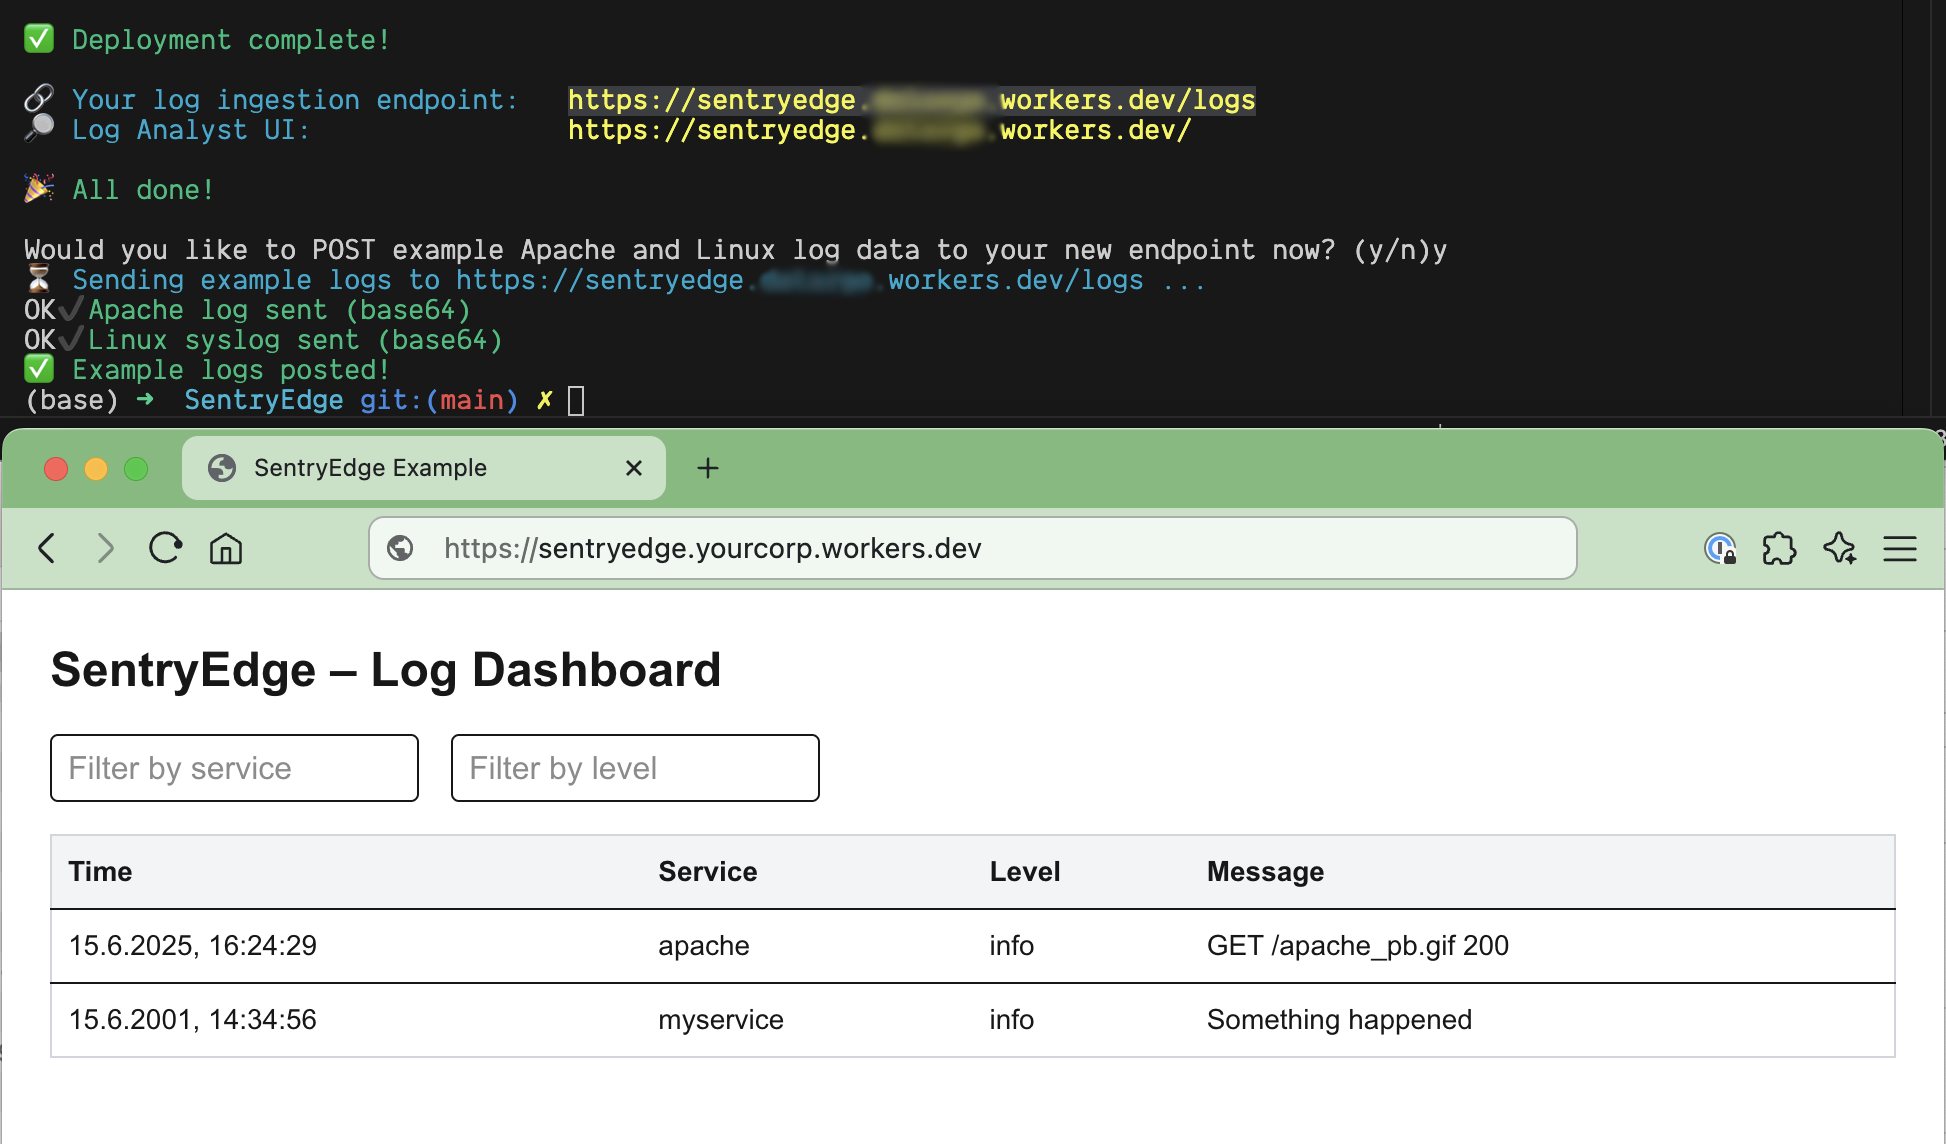 ✅ Deployment complete!
🔗 Your log ingestion endpoint: https://sentryedge. .workers.dev/logs
🔎 Log Analyst UI: https://sentryedge. .workers.dev/
🎉 All done!
Would you like to POST example Apache and Linux log data to your new endpoint now? (y/n)y
⏳ Sending example logs to https://sentryedge. .workers.dev/logs ...
OK✔Apache log sent (base64)
OK✔Linux syslog sent (base64)
✅ Example logs posted!
(base) ➜ SentryEdge git:(main) ✗
SentryEdge Example
https://sentryedge.yourcorp.workers.dev
SentryEdge – Log Dashboard
Filter by service Filter by level
Time Service Level Message
15.6.2025, 16:24:29 apache info GET /apache_pb.gif 200
15.6.2001, 14:34:56 myservice info Something happened